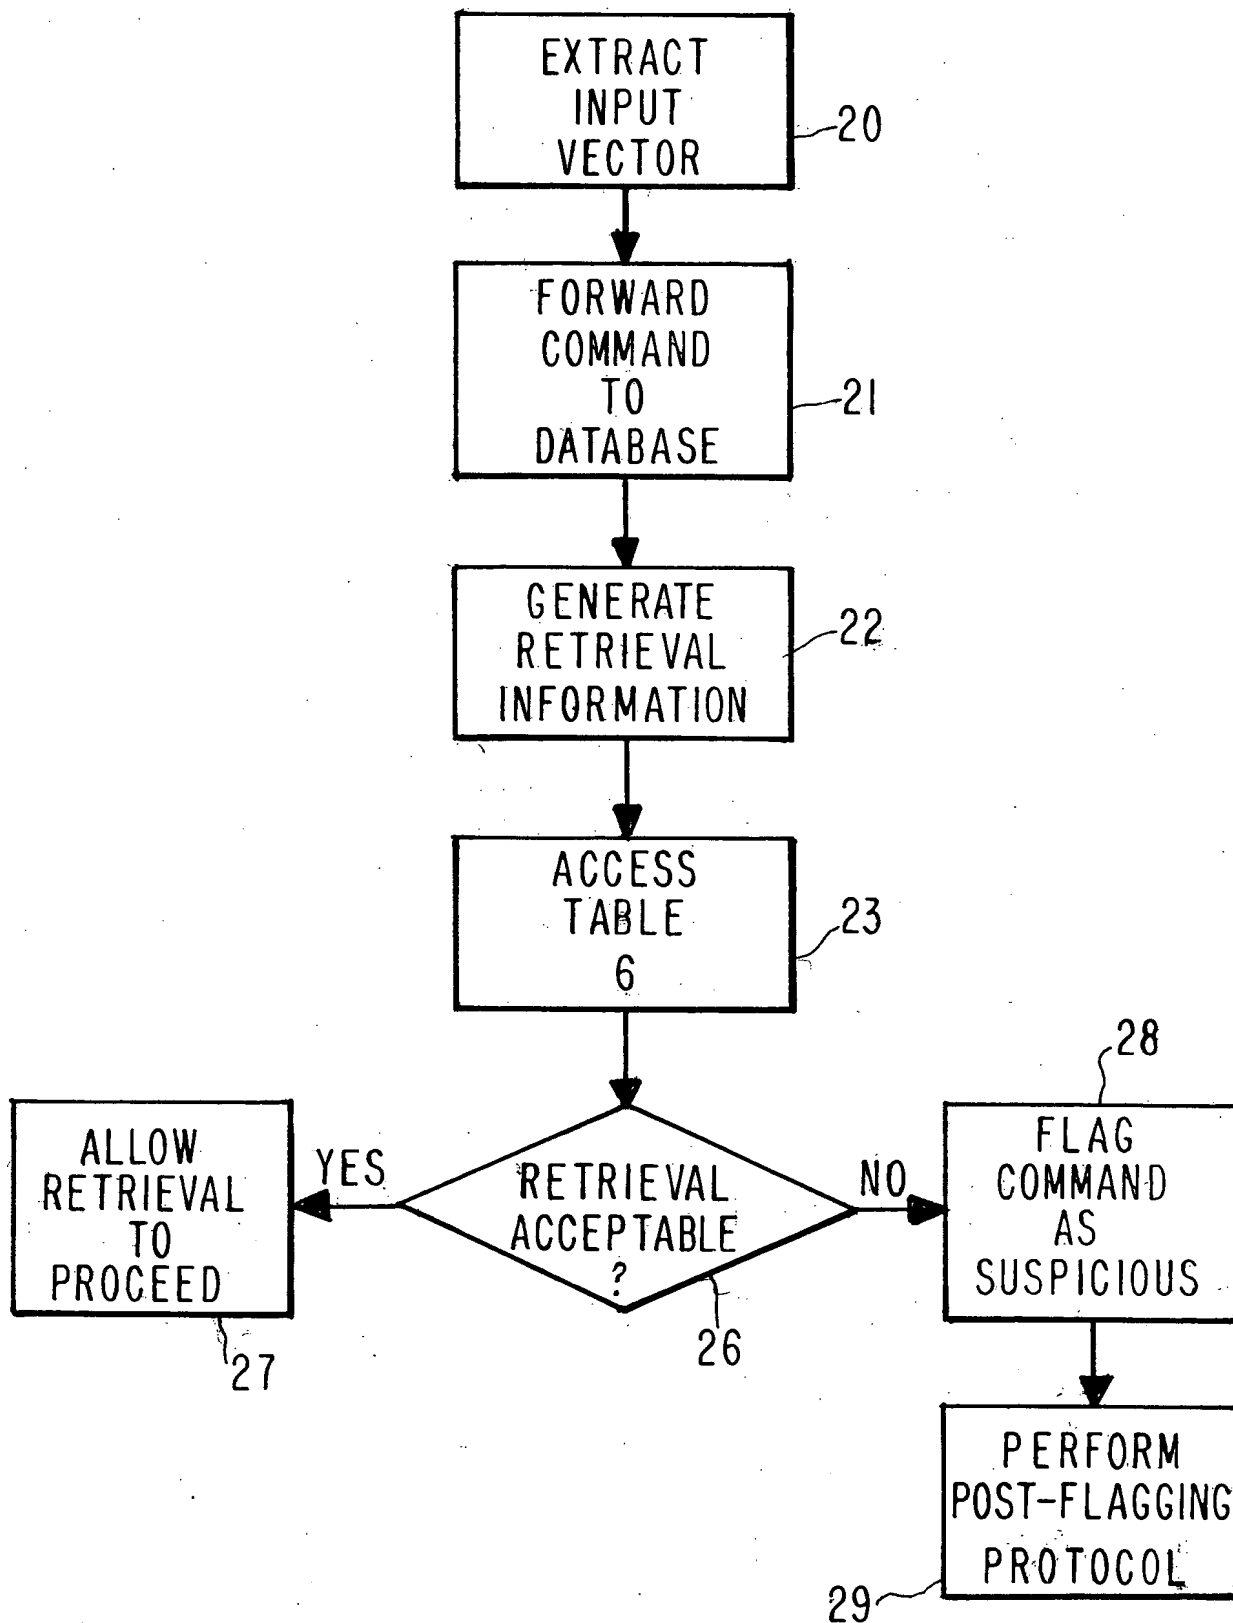 EXTRACT
INPUT
VECTOR
20
FORWARD
COMMAND
TO
DATABASE
21
GENERATE
RETRIEVAL
INFORMATION
22
ACCESS
TABLE
6
23
RETRIEVAL
ACCEPTABLE
?
26
YES
ALLOW
RETRIEVAL
TO
PROCEED
27
NO
28
FLAG
COMMAND
AS
SUSPICIOUS
PERFORM
POST-FLAGGING
PROTOCOL
29